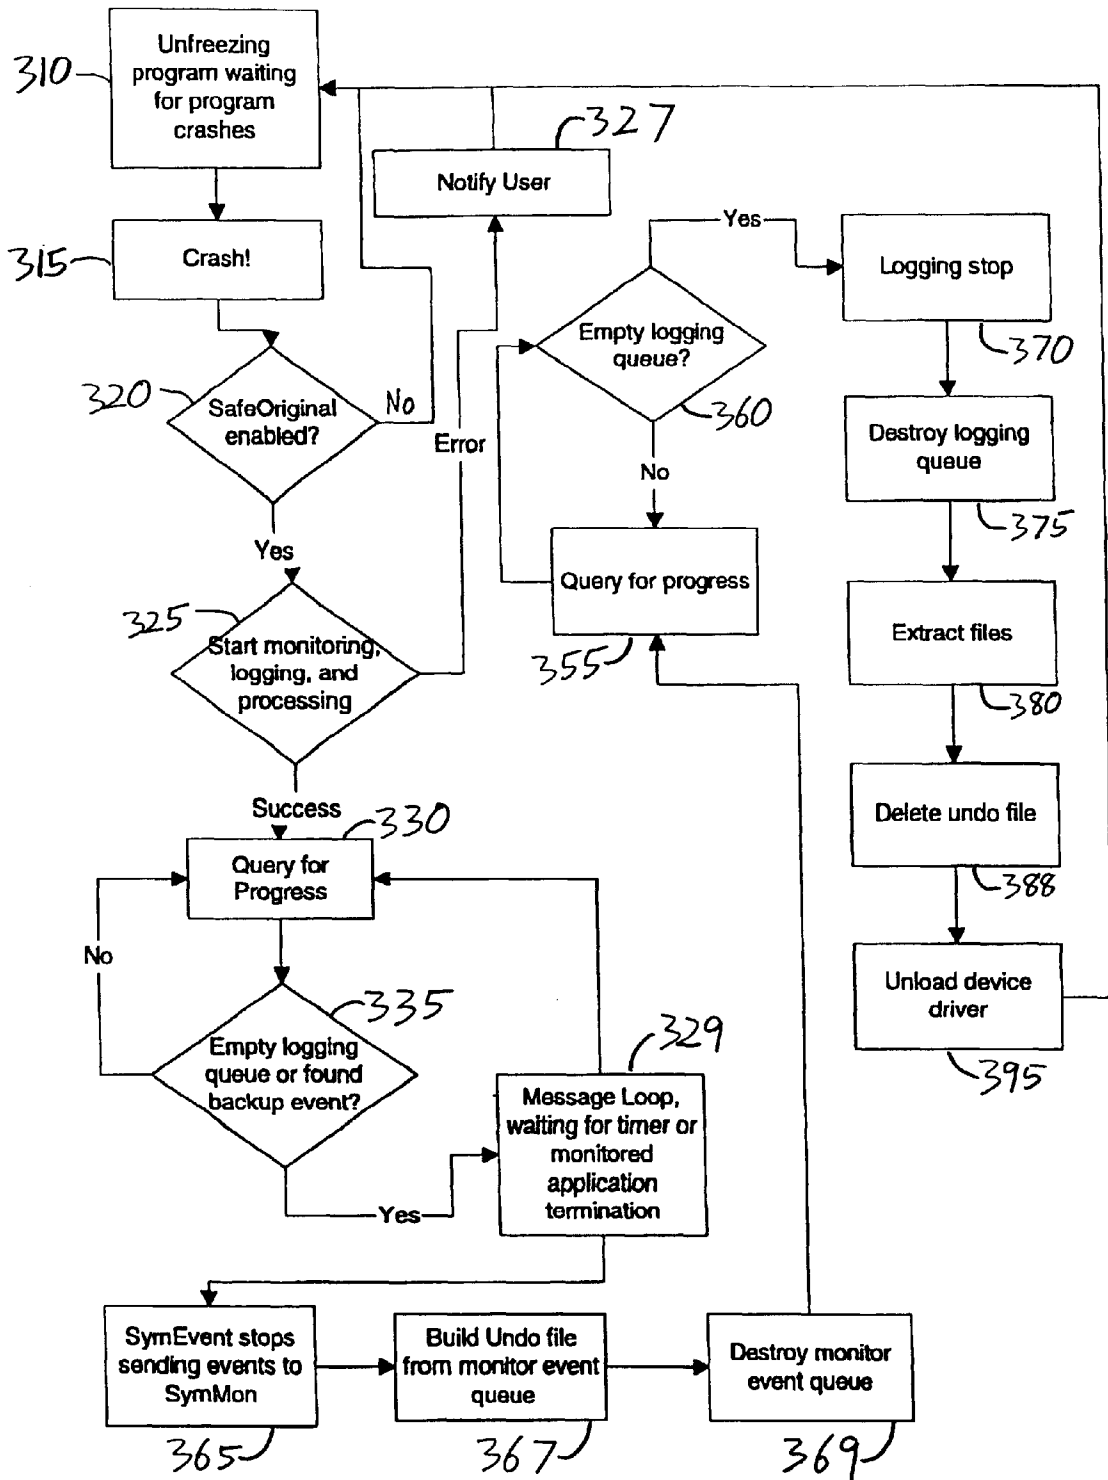 Unfreezing
program waiting
for program
crashes
310
327
Notify User
Crash!
315
Yes
Logging stop
370
Empty logging
queue?
360
320
SafeOriginal
enabled?
No
Error
Destroy logging
queue
375
No
Yes
Query for progress
355
325
Start monitoring,
logging, and
processing
Extract files
380
Success
330
Query for
Progress
Delete undo file
388
No
335
Empty logging
queue or found
backup event?
Yes
329
Message Loop,
waiting for timer or
monitored
application
termination
Unload device
driver
395
SymEvent stops
sending events to
SymMon
365
Build Undo file
from monitor event
queue
367
Destroy monitor
event queue
369